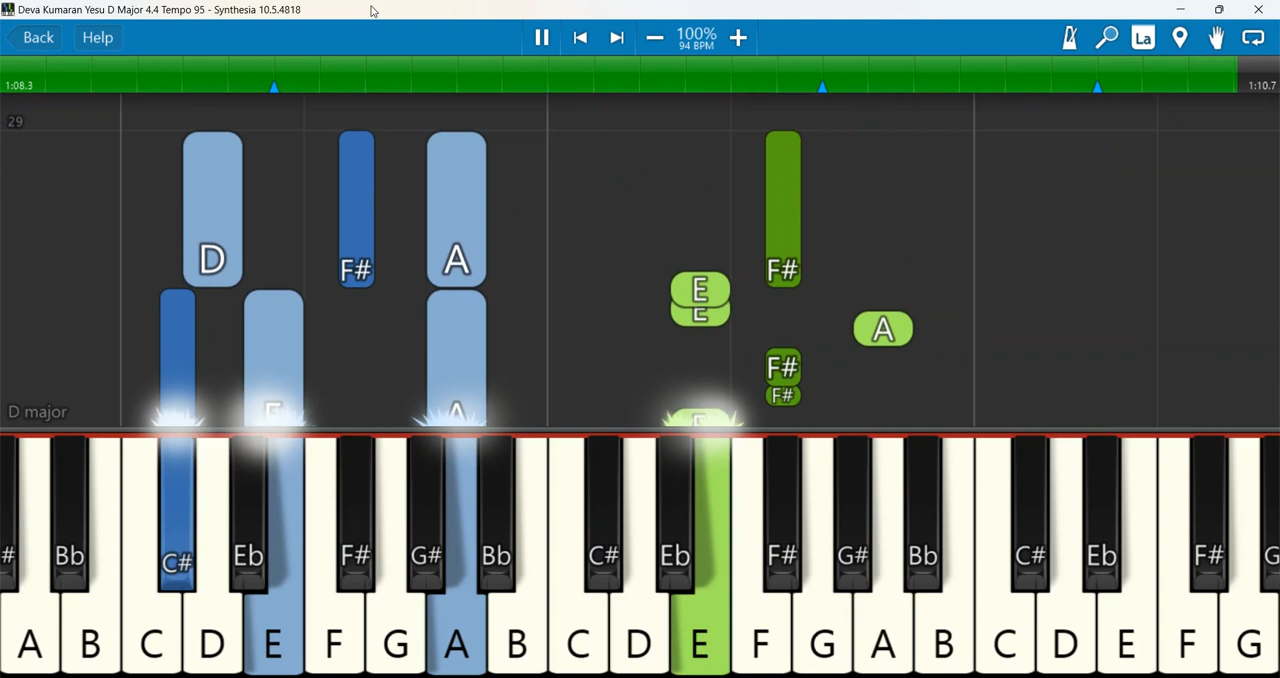 Deva Kumaran Yesu D Major 4.4 Tempo 95 - Synthesia 10.5.4818
Back Help 100% La
94 BPM
1:08.3 1:10.7
29
D F# A F#
E
E
A
F#
F#
D major
E A E
# Bb C# Eb F# G# Bb C# Eb F# G# Bb C# Eb F# G
A B C D E F G A B C D E F G A B C D E F G